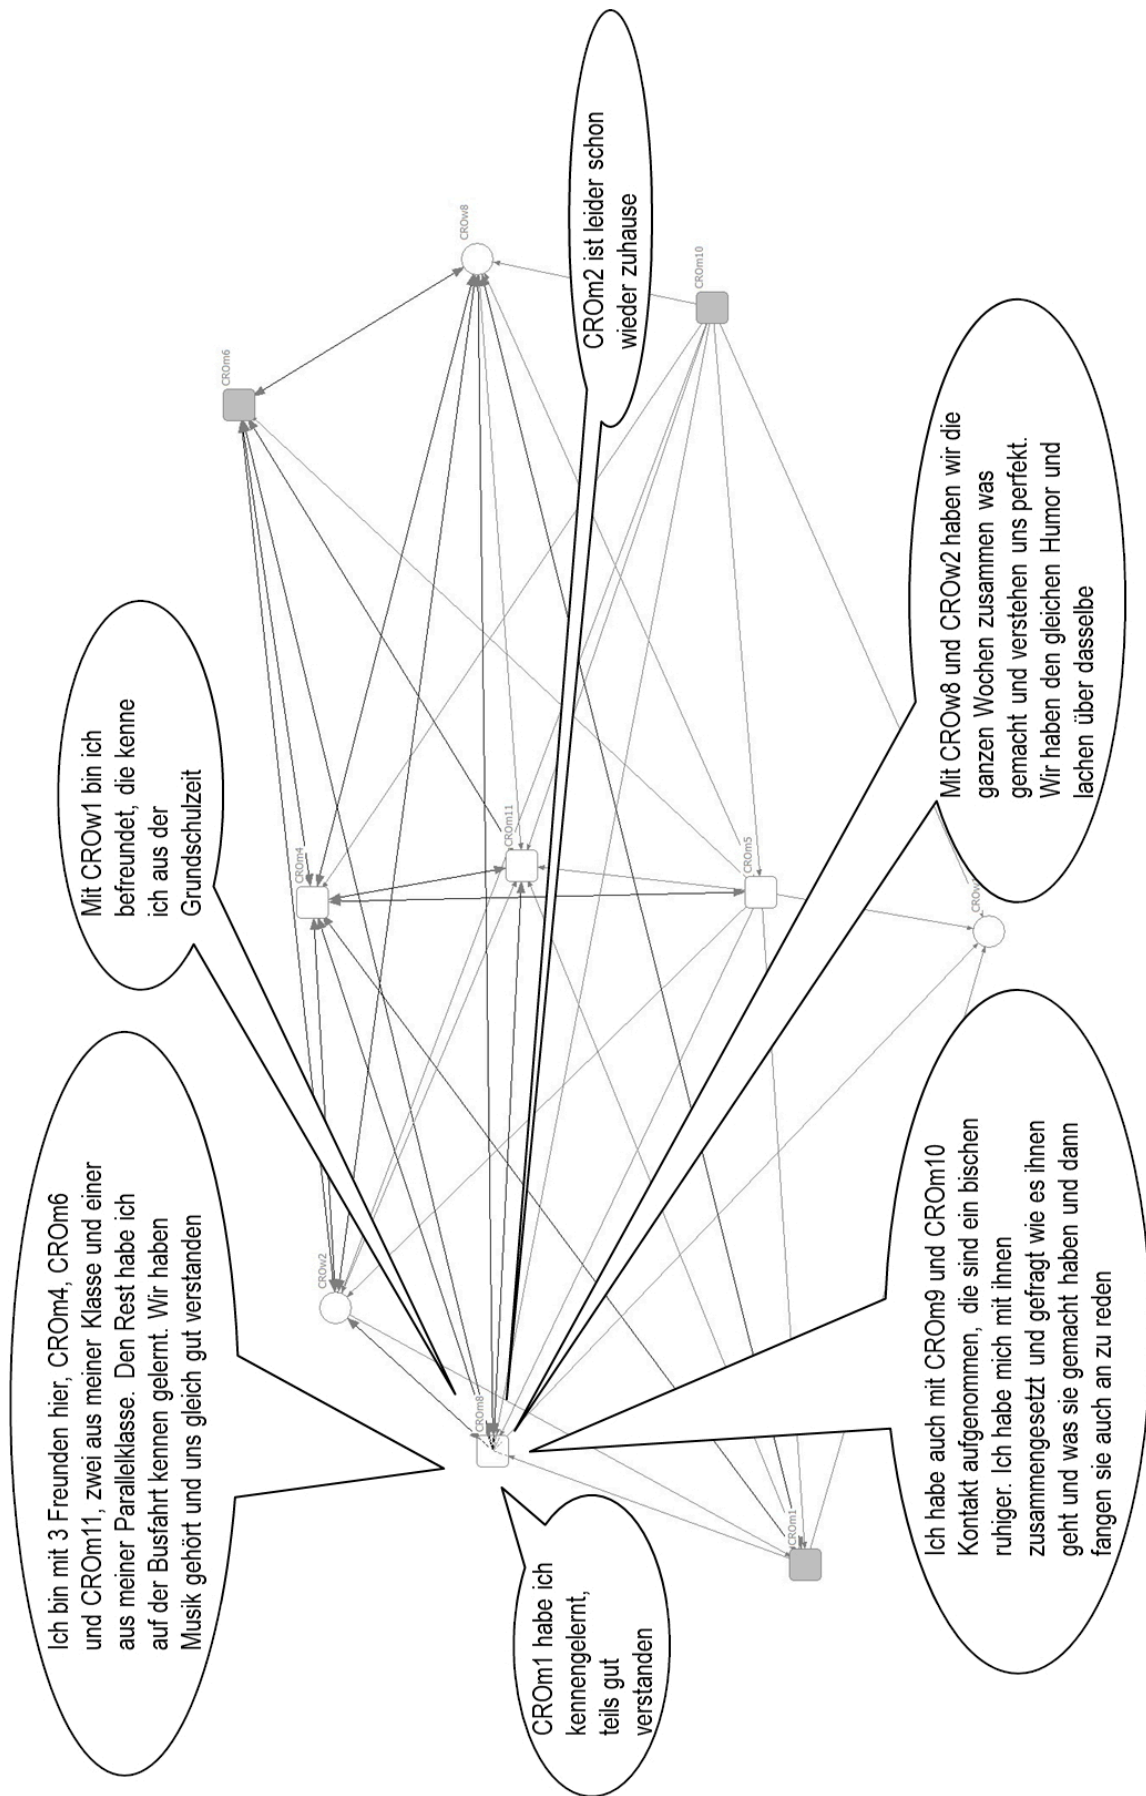 Ich bin mit 3 Freunden hier, CROm4, CROm6
und CROm11, zwei aus meiner Klasse und einer
aus meiner Parallelklasse. Den Rest habe ich
auf der Busfahrt kennen gelernt. Wir haben
Musik gehört und uns gleich gut verstanden
Mit CROw1 bin ich
befreundet, die kenne
ich aus der
Grundschulzeit
CROm6
CROm4
CROw2
CROw8
CROm11
CROm8
CROm2 ist leider schon
wieder zuhause
CROm1 habe ich
kennengelernt,
teils gut
verstanden
CROm10
CROm5
CROm1
CROw
Ich habe auch mit CROm9 und CROm10
Kontakt aufgenommen, die sind ein bischen
ruhiger. Ich habe mich mit ihnen
zusammengesetzt und gefragt wie es ihnen
geht und was sie gemacht haben und dann
fangen sie auch an zu reden
Mit CROw8 und CROw2 haben wir die
ganzen Wochen zusammen was
gemacht und verstehen uns perfekt.
Wir haben den gleichen Humor und
lachen über dasselbe